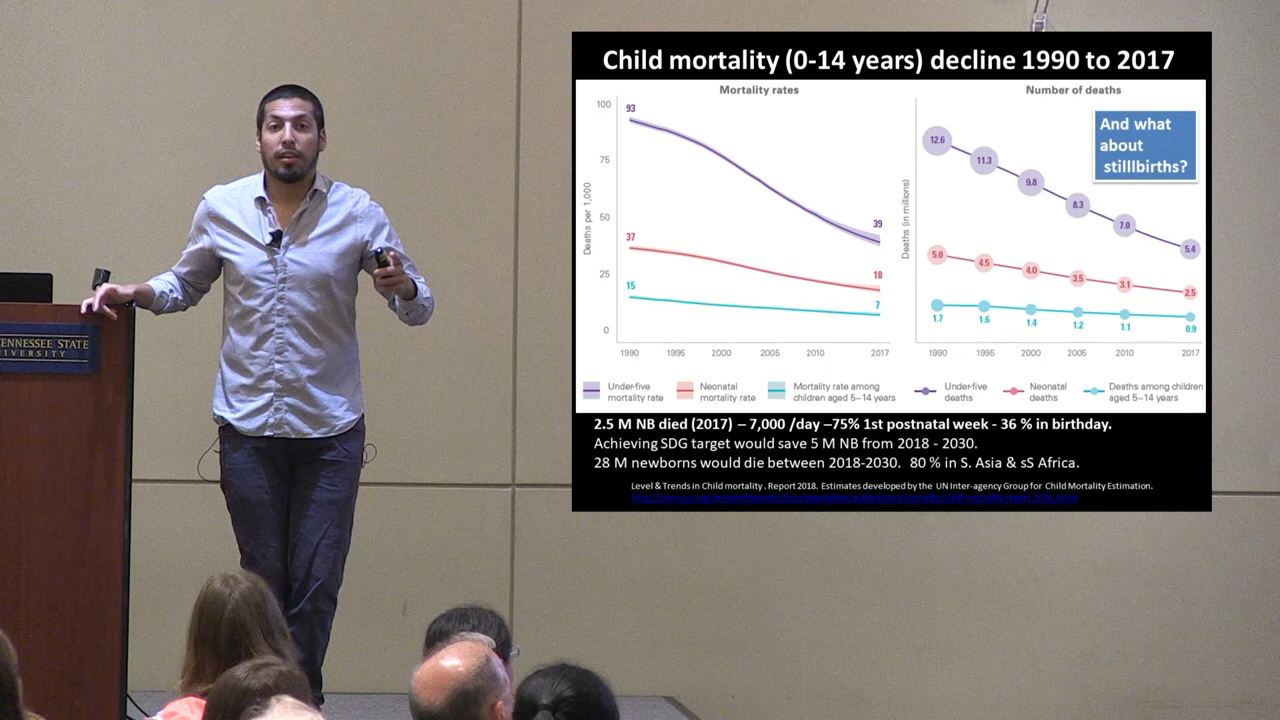 ENNESSEE STATE
IVERSITY
Child mortality (0-14 years) decline 1990 to 2017
Mortality rates
Deaths per 1,000
100
75
50
25
0
93
39
37
18
15
7
1990 1995 2000 2005 2010 2017
Under-five mortality rate
Neonatal mortality rate
Mortality rate among children aged 5–14 years
Number of deaths
Deaths (in millions)
And what
about
stilllbirths?
12.6 11.3 9.8 8.3 7.0 5.4
5.0 4.5 4.0 3.5 3.1 2.5
1.7 1.6 1.4 1.2 1.1 0.9
1990 1995 2000 2005 2010 2017
Under-five deaths
Neonatal deaths
Deaths among children aged 5–14 years
2.5 M NB died (2017) – 7,000 /day –75% 1st postnatal week - 36 % in birthday.
Achieving SDG target would save 5 M NB from 2018 - 2030.
28 M newborns would die between 2018-2030. 80 % in S. Asia & sS Africa.
Level & Trends in Child mortality . Report 2018. Estimates developed by the UN Inter-agency Group for Child Mortality Estimation.